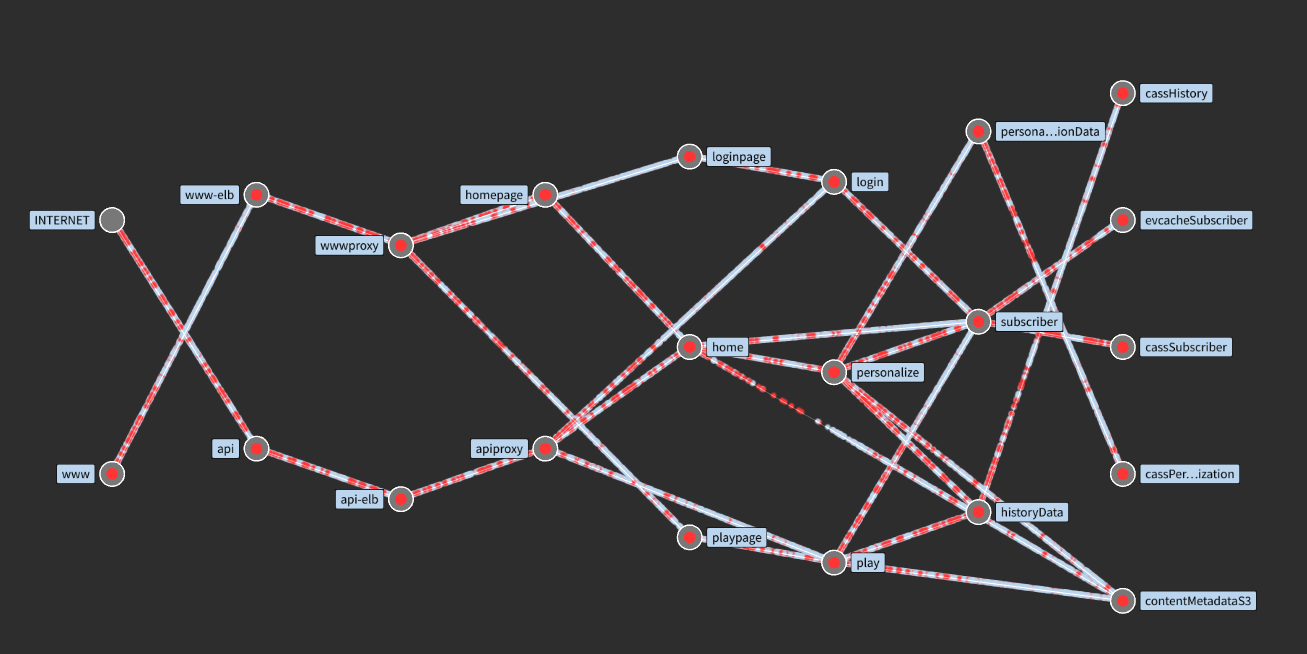 cassHistory
persona...ionData
loginpage
login
www-elb
homepage
INTERNET
evcacheSubscriber
wwwproxy
subscriber
home
cassSubscriber
personalize
api
apiproxy
www
cassPer...ization
api-elb
historyData
playpage
play
contentMetadataS3